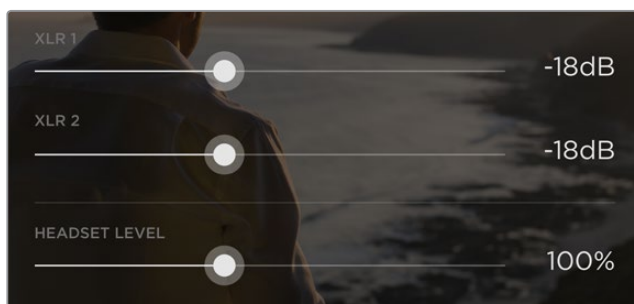 XLR 1
-18dB
XLR 2
-18dB
HEADSET LEVEL
100%